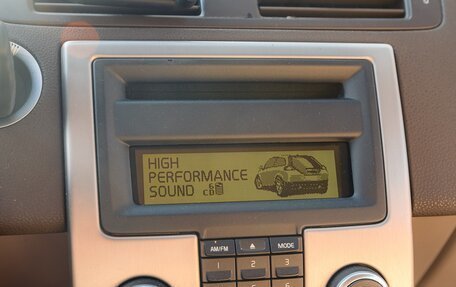 HIGH
PERFORMANCE
SOUND
AM/FM MODE
1 2 3